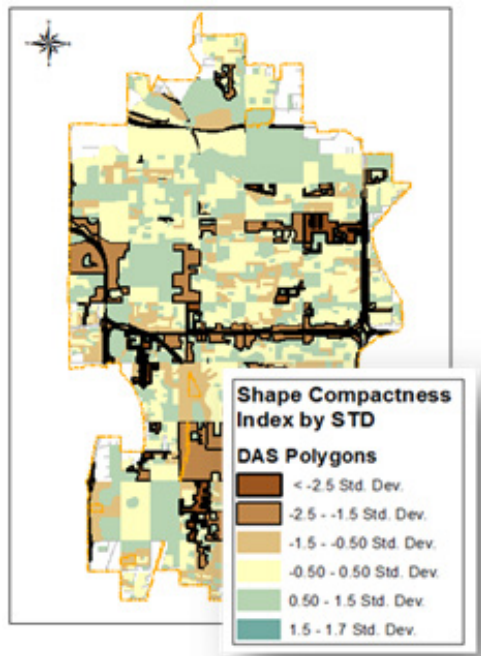 Shape Compactness
Index by STD
DAS Polygons
< -2.5 Std. Dev.
-2.5 - -1.5 Std. Dev.
-1.5 - -0.50 Std. Dev.
-0.50 - 0.50 Std. Dev.
0.50 - 1.5 Std. Dev.
1.5 - 1.7 Std. Dev.